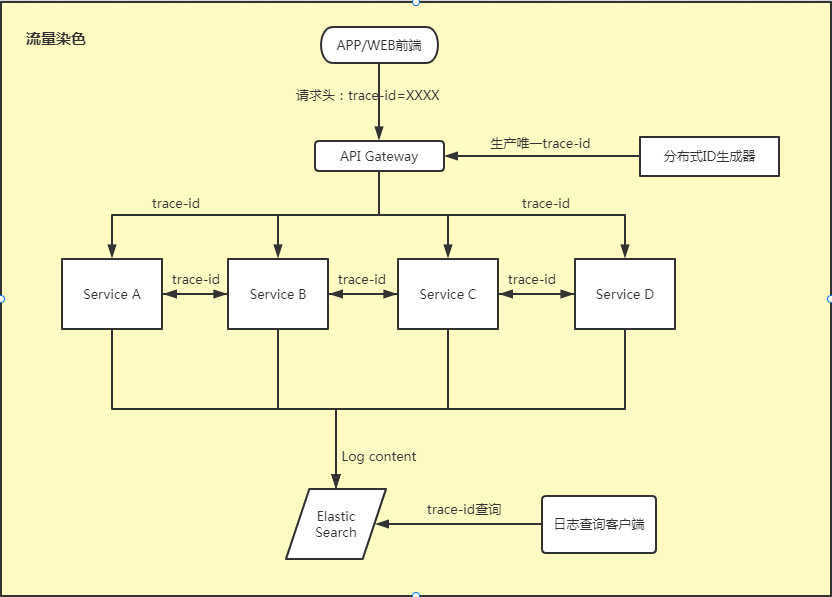 流量染色
APP/WEB前端
请求头：trace-id=XXXX
API Gateway
生产唯一trace-id
分布式ID生成器
trace-id
trace-id
Service A
trace-id
Service B
trace-id
Service C
trace-id
Service D
Log content
Elastic
Search
trace-id查询
日志查询客户端